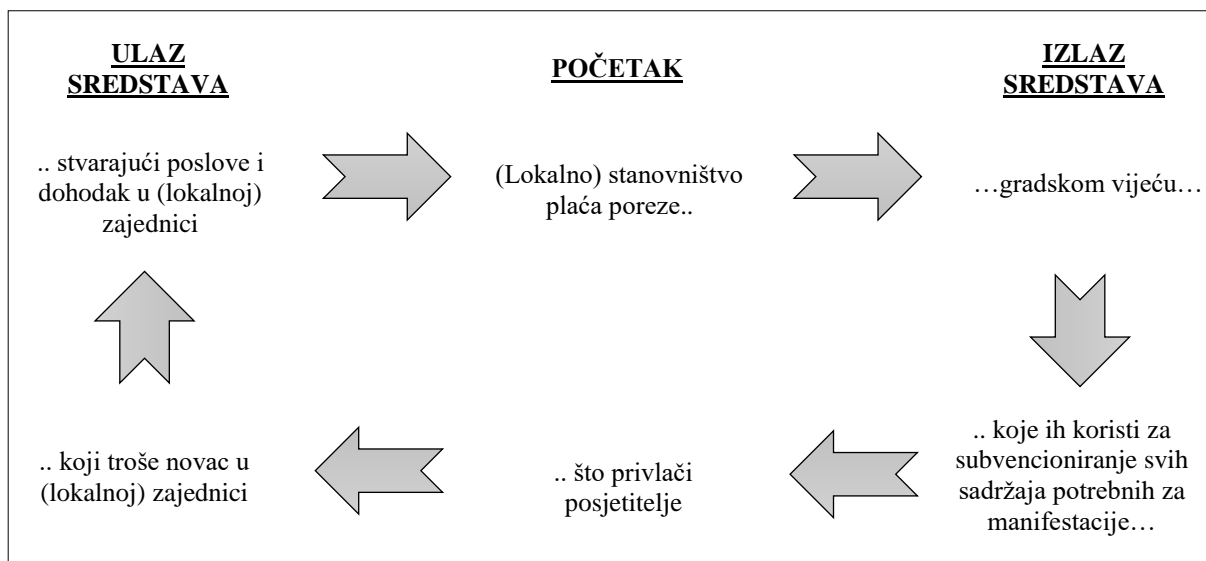 ULAZ
SREDSTAVA
POČETAK
IZLAZ
SREDSTAVA
.. stvarajući poslove i
dohodak u (lokalnoj)
zajednici
(Lokalno) stanovništvo
plaća poreze..
…gradskom vijeću…
.. koje ih koristi za
subvencioniranje svih
sadržaja potrebnih za
manifestacije…
.. što privlači
posjetitelje
.. koji troše novac u
(lokalnoj) zajednici